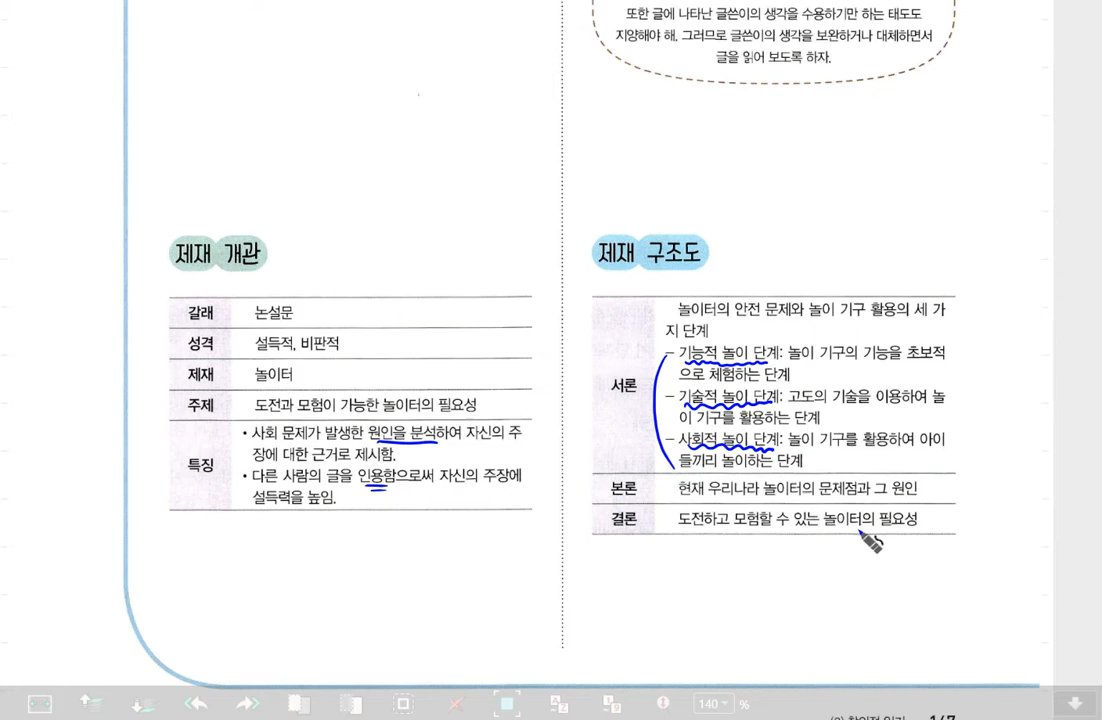 또한 글에 나타난 글쓴이의 생각을 수용하기만 하는 태도도
지양해야 해. 그러므로 글쓴이의 생각을 보완하거나 대체하면서
글을 읽어 보도록 하자.
제재 개관
갈래 논설문
성격 설득적, 비판적
제재 놀이터
주제 도전과 모험이 가능한 놀이터의 필요성
특징
• 사회 문제가 발생한 원인을 분석하여 자신의 주
장에 대한 근거로 제시함.
• 다른 사람의 글을 인용함으로써 자신의 주장에
설득력을 높임.
제재 구조도
서론
놀이터의 안전 문제와 놀이 기구 활용의 세 가
지 단계
– 기능적 놀이 단계: 놀이 기구의 기능을 초보적
으로 체험하는 단계
– 기술적 놀이 단계: 고도의 기술을 이용하여 놀
이 기구를 활용하는 단계
– 사회적 놀이 단계: 놀이 기구를 활용하여 아이
들끼리 놀이하는 단계
본론 현재 우리나라 놀이터의 문제점과 그 원인
결론 도전하고 모험할 수 있는 놀이터의 필요성
140 %